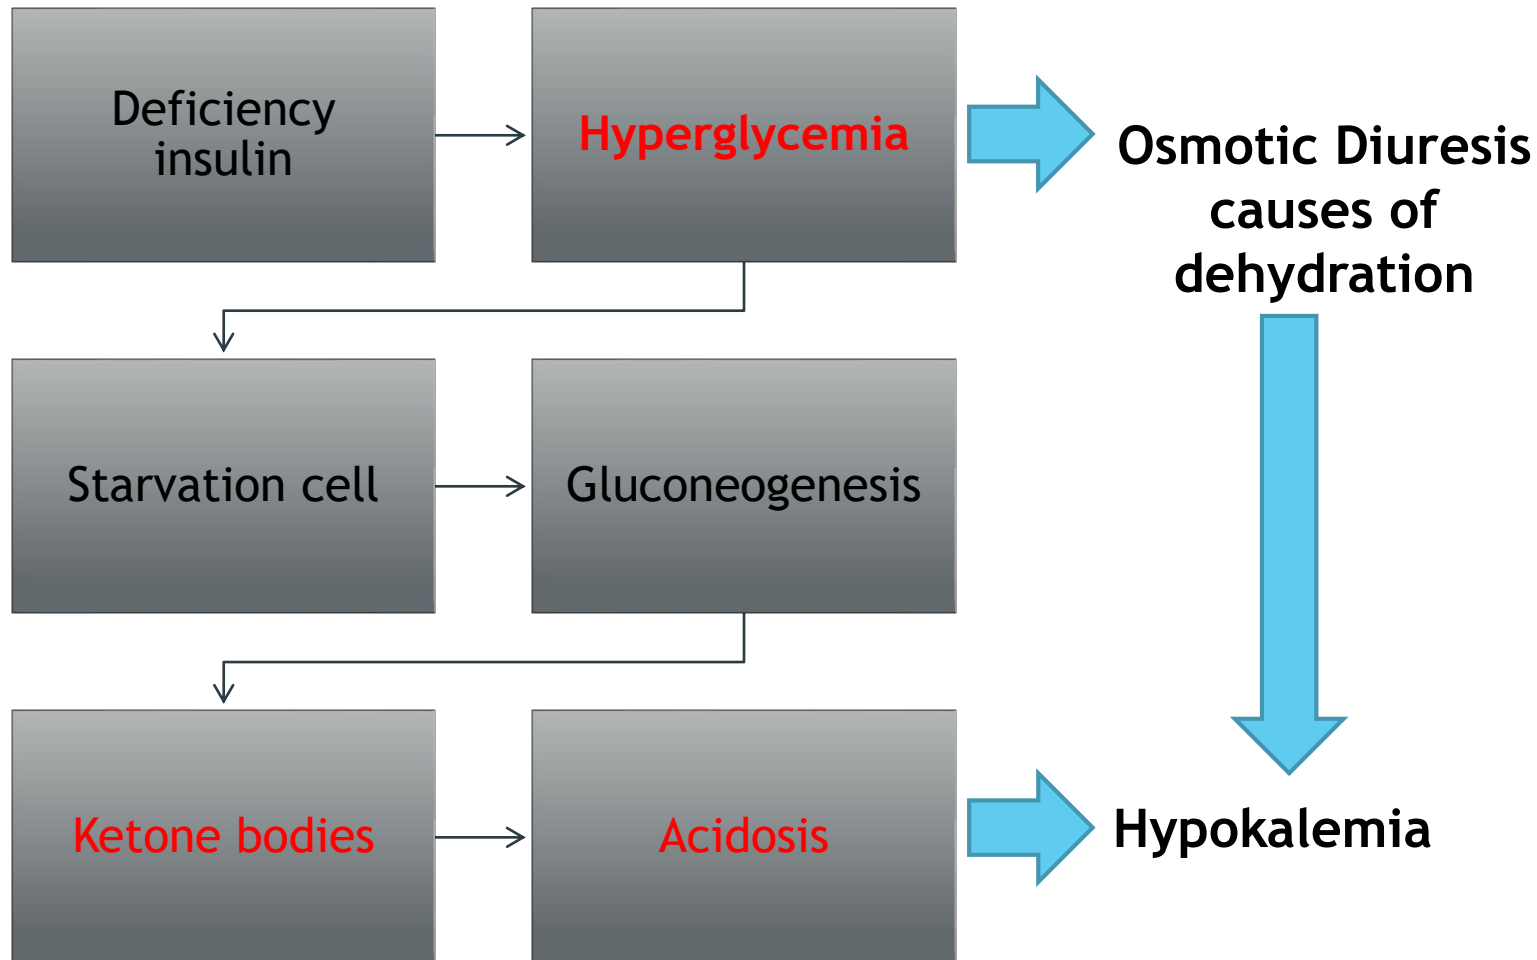 Deficiency
insulin
Hyperglycemia
Osmotic Diuresis
causes of
dehydration
Starvation cell
Gluconeogenesis
Ketone bodies
Acidosis
Hypokalemia